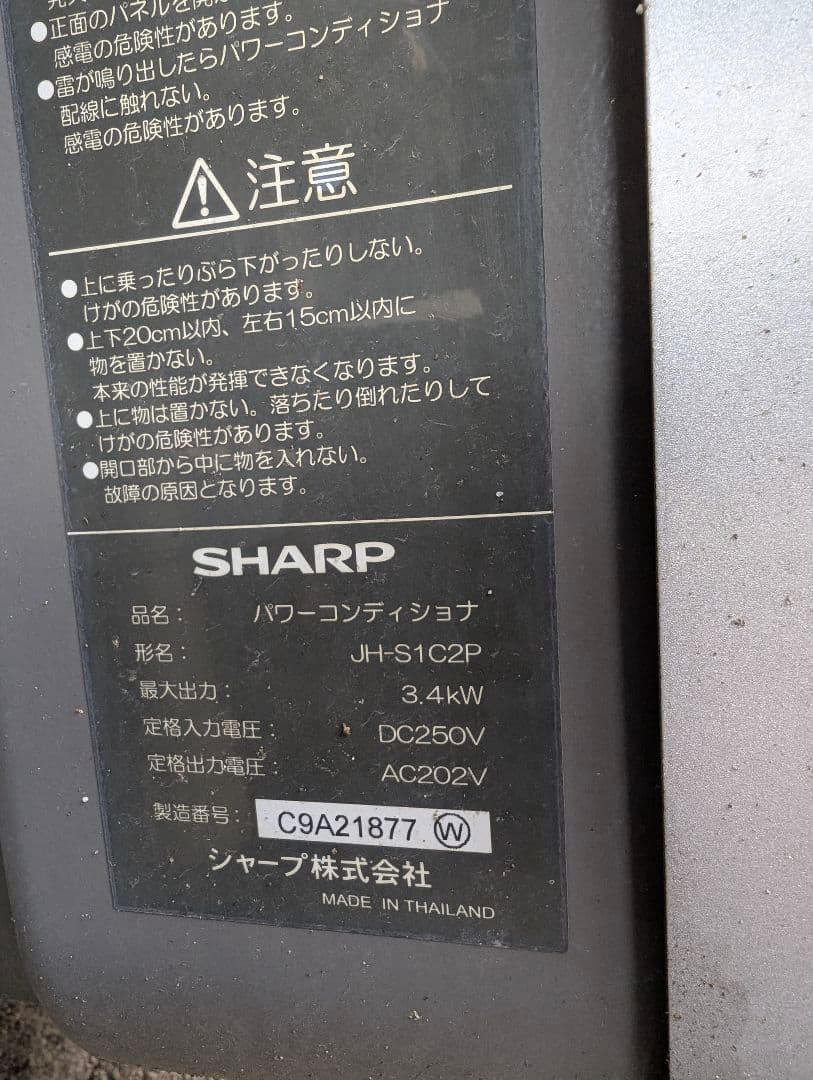 ●正面のパネルを開
感電の危険性があります。
●雷が鳴り出したらパワーコンディショナ
配線に触れない。
感電の危険性があります。
注意
●上に乗ったりぶら下がったりしない。
けがの危険性があります。
●上下20cm以内、左右15cm以内に
物を置かない。
本来の性能が発揮できなくなります。
●上に物は置かない。落ちたり倒れたりして
けがの危険性があります。
●開口部から中に物を入れない。
故障の原因となります。
SHARP
品名： パワーコンディショナ
形名： JH-S1C2P
最大出力： 3.4kW
定格入力電圧： DC250V
定格出力電圧： AC202V
製造番号： C9A21877 Ⓦ
シャープ株式会社
MADE IN THAILAND